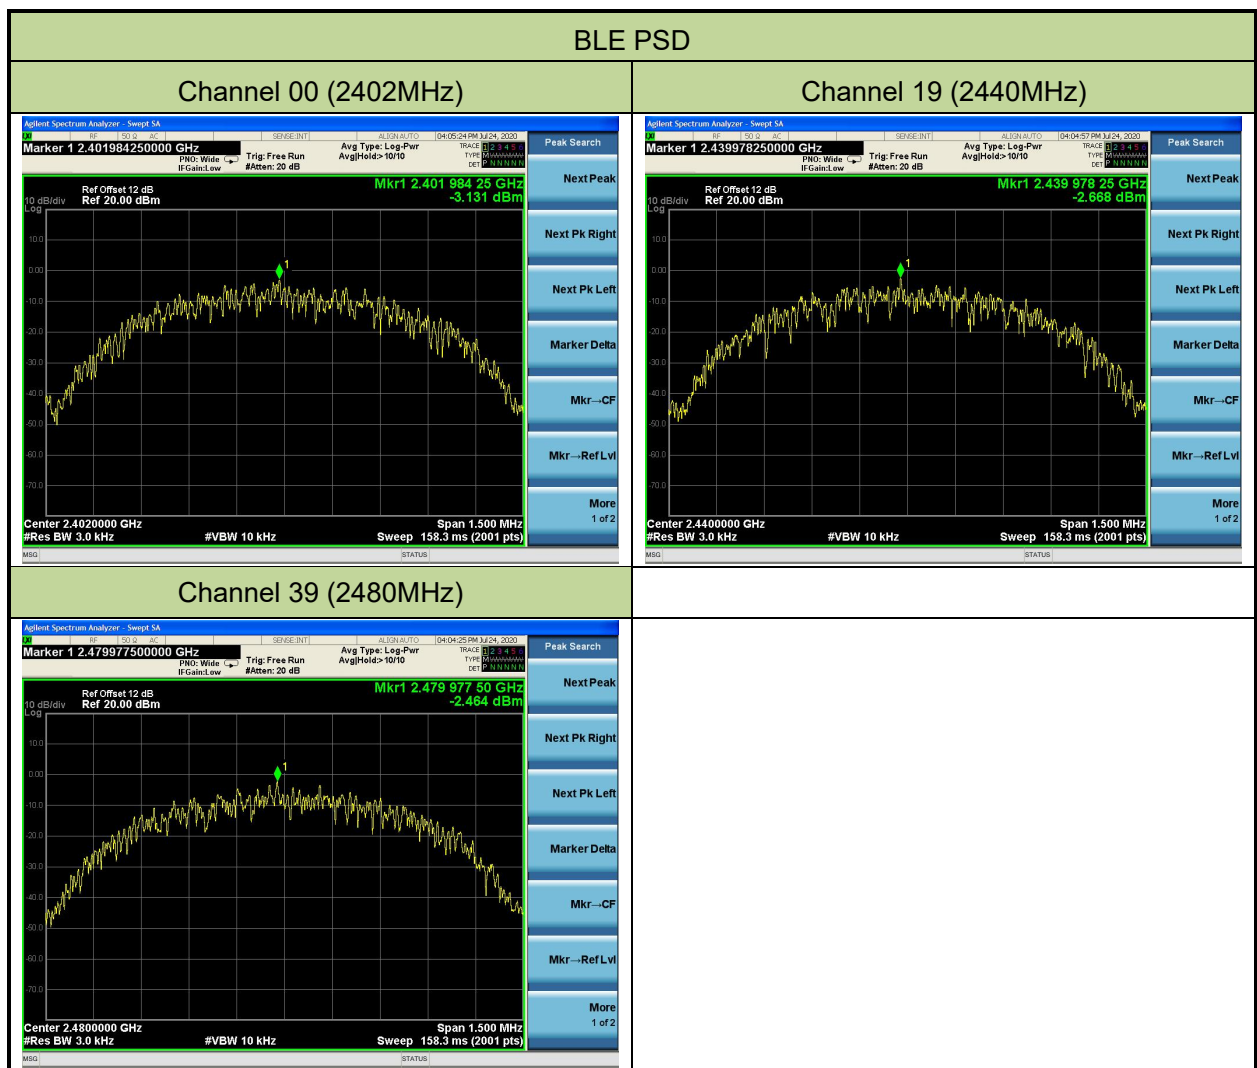 BLE PSD
Channel 00 (2402MHz)
Agilent Spectrum Analyzer - Swept SA
RF 50 Ω AC SENSE:INT ALIGN AUTO 04:05:24 PM Jul 24, 2020
Marker 1 2.401984250000 GHz
PNO: Wide
IFGain:Low
Trig: Free Run
#Atten: 20 dB
Avg Type: Log-Pwr
Avg|Hold:>10/10
TRACE 1 2 3 4 5 6
TYPE M
DET P N N N N N
Peak Search
Mkr1 2.401 984 25 GHz
-3.131 dBm
Ref Offset 12 dB
10 dB/div Ref 20.00 dBm
Log
10.0
0.00
-10.0
-20.0
-30.0
-40.0
-50.0
-60.0
-70.0
1
Next Peak
Next Pk Right
Next Pk Left
Marker Delta
Mkr→CF
Mkr→Ref Lvl
More
1 of 2
Center 2.4020000 GHz Span 1.500 MHz
#Res BW 3.0 kHz #VBW 10 kHz Sweep 158.3 ms (2001 pts)
MSG STATUS
Channel 19 (2440MHz)
Agilent Spectrum Analyzer - Swept SA
RF 50 Ω AC SENSE:INT ALIGN AUTO 04:04:57 PM Jul 24, 2020
Marker 1 2.439978250000 GHz
PNO: Wide
IFGain:Low
Trig: Free Run
#Atten: 20 dB
Avg Type: Log-Pwr
Avg|Hold:>10/10
TRACE 1 2 3 4 5 6
TYPE M
DET P N N N N N
Peak Search
Mkr1 2.439 978 25 GHz
-2.668 dBm
Ref Offset 12 dB
10 dB/div Ref 20.00 dBm
Log
10.0
0.00
-10.0
-20.0
-30.0
-40.0
-50.0
-60.0
-70.0
1
Next Peak
Next Pk Right
Next Pk Left
Marker Delta
Mkr→CF
Mkr→Ref Lvl
More
1 of 2
Center 2.4400000 GHz Span 1.500 MHz
#Res BW 3.0 kHz #VBW 10 kHz Sweep 158.3 ms (2001 pts)
MSG STATUS
Channel 39 (2480MHz)
Agilent Spectrum Analyzer - Swept SA
RF 50 Ω AC SENSE:INT ALIGN AUTO 04:04:25 PM Jul 24, 2020
Marker 1 2.479977500000 GHz
PNO: Wide
IFGain:Low
Trig: Free Run
#Atten: 20 dB
Avg Type: Log-Pwr
Avg|Hold:>10/10
TRACE 1 2 3 4 5 6
TYPE M
DET P N N N N N
Peak Search
Mkr1 2.479 977 50 GHz
-2.464 dBm
Ref Offset 12 dB
10 dB/div Ref 20.00 dBm
Log
10.0
0.00
-10.0
-20.0
-30.0
-40.0
-50.0
-60.0
-70.0
1
Next Peak
Next Pk Right
Next Pk Left
Marker Delta
Mkr→CF
Mkr→Ref Lvl
More
1 of 2
Center 2.4800000 GHz Span 1.500 MHz
#Res BW 3.0 kHz #VBW 10 kHz Sweep 158.3 ms (2001 pts)
MSG STATUS